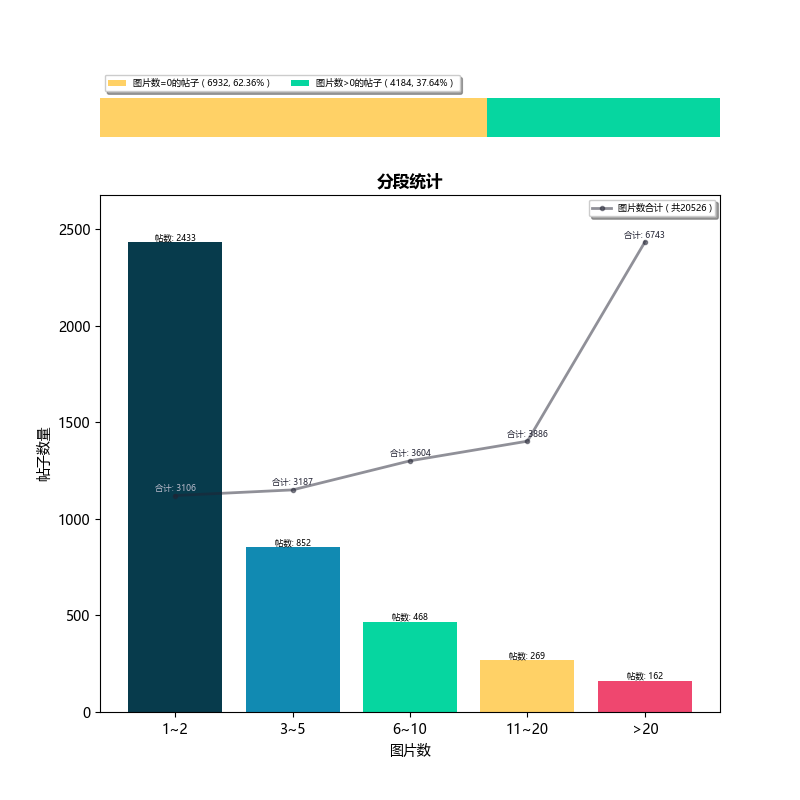 图片数=0的帖子 ( 6932, 62.36% ) 图片数>0的帖子 ( 4184, 37.64% )
分段统计
图片数合计 ( 共20526 )
2500
2000
1500
1000
500
0
帖子数量
帖数: 2433
帖数: 852
帖数: 468
帖数: 269
帖数: 162
合计: 3106
合计: 3187
合计: 3604
合计: 3886
合计: 6743
1~2
3~5
6~10
11~20
>20
图片数